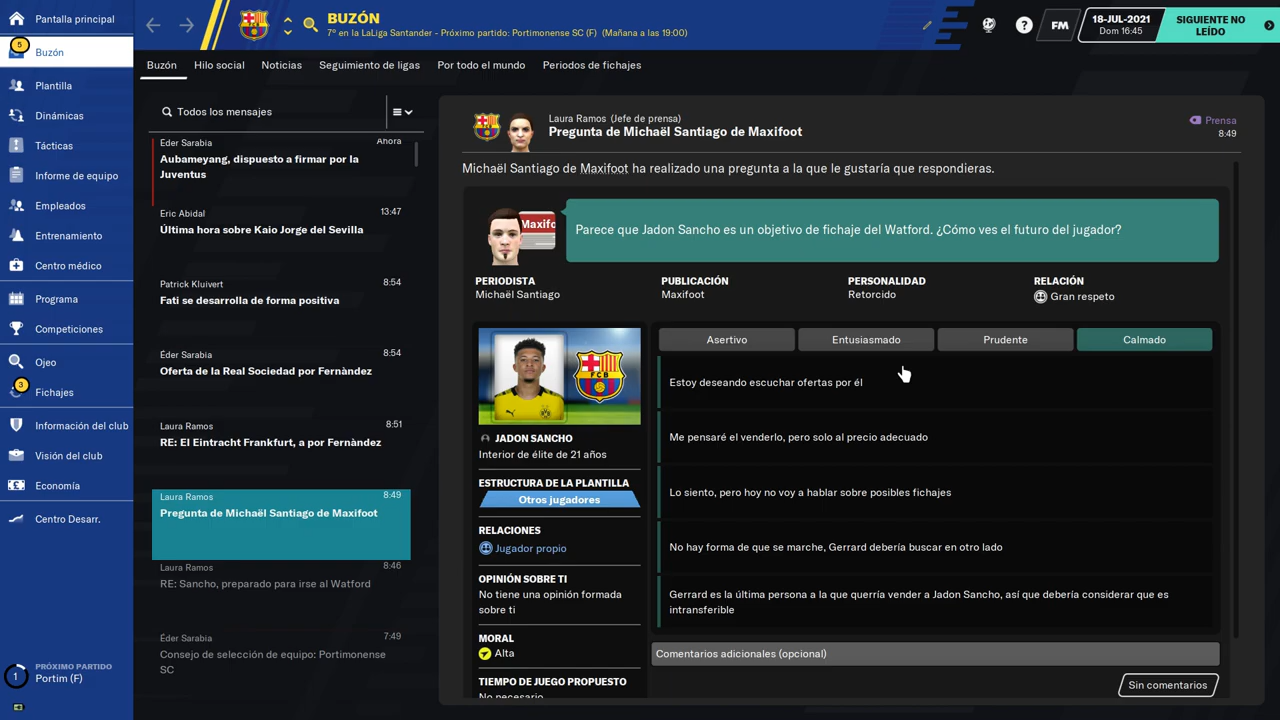 Pantalla principal
BUZÓN
7º en la LaLiga Santander - Próximo partido: Portimonense SC (F) (Mañana a las 19:00)
FM
18-JUL-2021
Dom 16:45
SIGUIENTE NO
LEÍDO
5
Buzón
Plantilla
Dinámicas
Tácticas
Informe de equipo
Empleados
Entrenamiento
Centro médico
Programa
Competiciones
Ojeo
3
Fichajes
Información del club
Visión del club
Economía
Centro Desarr.
1
PRÓXIMO PARTIDO
Portim (F)
Buzón
Hilo social
Noticias
Seguimiento de ligas
Por todo el mundo
Periodos de fichajes
Todos los mensajes
Éder Sarabia
Ahora
Aubameyang, dispuesto a firmar por la
Juventus
Eric Abidal
13:47
Última hora sobre Kaio Jorge del Sevilla
Patrick Kluivert
8:54
Fati se desarrolla de forma positiva
Éder Sarabia
8:54
Oferta de la Real Sociedad por Fernàndez
Laura Ramos
8:51
RE: El Eintracht Frankfurt, a por Fernàndez
Laura Ramos
8:49
Pregunta de Michaël Santiago de Maxifoot
Laura Ramos
8:46
RE: Sancho, preparado para irse al Watford
Éder Sarabia
7:49
Consejo de selección de equipo: Portimonense
SC
Laura Ramos (Jefe de prensa)
Pregunta de Michaël Santiago de Maxifoot
Prensa
8:49
Michaël Santiago de Maxifoot ha realizado una pregunta a la que le gustaría que respondieras.
Maxifo
Parece que Jadon Sancho es un objetivo de fichaje del Watford. ¿Cómo ves el futuro del jugador?
PERIODISTA
Michaël Santiago
PUBLICACIÓN
Maxifoot
PERSONALIDAD
Retorcido
RELACIÓN
Gran respeto
FCB
JADON SANCHO
Interior de élite de 21 años
ESTRUCTURA DE LA PLANTILLA
Otros jugadores
RELACIONES
Jugador propio
OPINIÓN SOBRE TI
No tiene una opinión formada
sobre ti
MORAL
Alta
TIEMPO DE JUEGO PROPUESTO
No necesario
Asertivo
Entusiasmado
Prudente
Calmado
Estoy deseando escuchar ofertas por él
Me pensaré el venderlo, pero solo al precio adecuado
Lo siento, pero hoy no voy a hablar sobre posibles fichajes
No hay forma de que se marche, Gerrard debería buscar en otro lado
Gerrard es la última persona a la que querría vender a Jadon Sancho, así que debería considerar que es
intransferible
Comentarios adicionales (opcional)
Sin comentarios